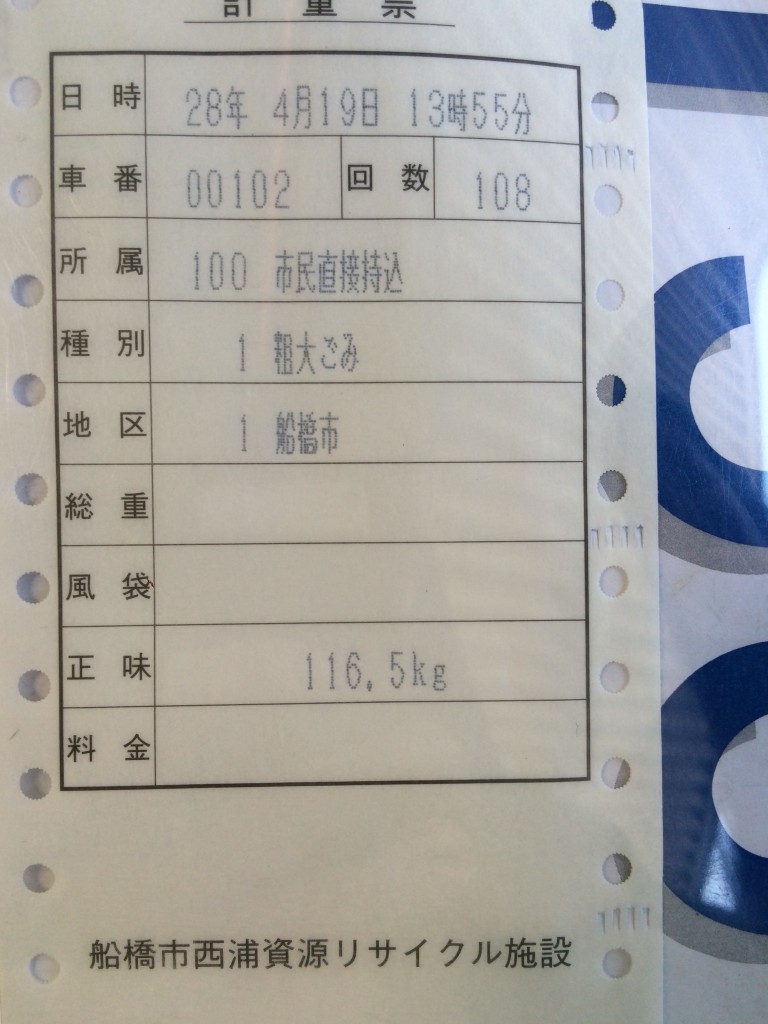 計量票
日時 28年 4月19日 13時55分
車番 00102 回数 108
所属 100 市民直接持込
種別 1 粗大ごみ
地区 1 船橋市
総重
風袋
正味 116.5kg
料金
船橋市西浦資源リサイクル施設